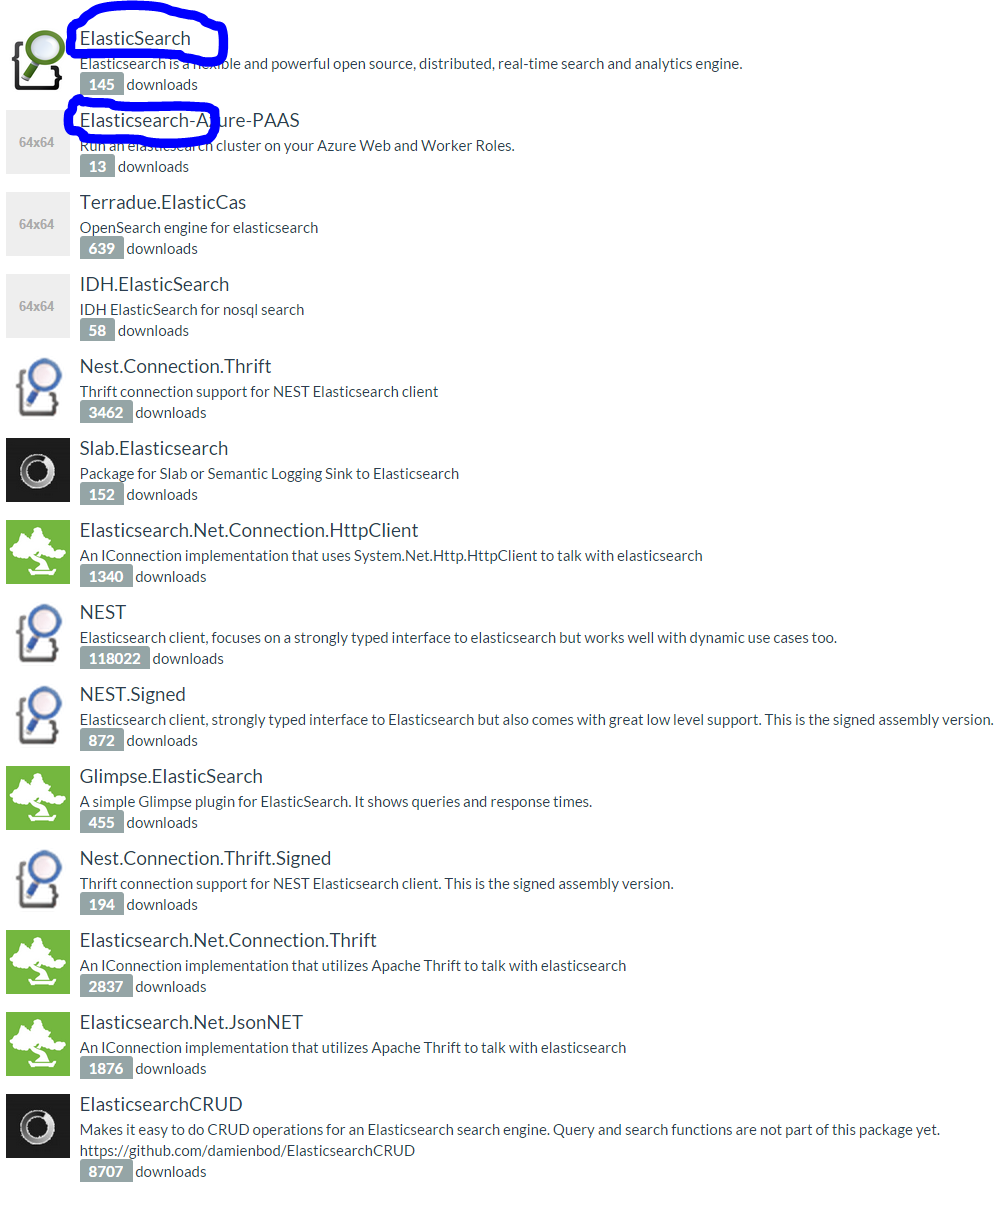 ElasticSearch
Elasticsearch is a flexible and powerful open source, distributed, real-time search and analytics engine.
145 downloads
64x64
Elasticsearch-Azure-PAAS
Run an elasticsearch cluster on your Azure Web and Worker Roles.
13 downloads
64x64
Terradue.ElasticCas
OpenSearch engine for elasticsearch
639 downloads
64x64
IDH.ElasticSearch
IDH ElasticSearch for nosql search
58 downloads
Nest.Connection.Thrift
Thrift connection support for NEST Elasticsearch client
3462 downloads
Slab.Elasticsearch
Package for Slab or Semantic Logging Sink to Elasticsearch
152 downloads
Elasticsearch.Net.Connection.HttpClient
An IConnection implementation that uses System.Net.Http.HttpClient to talk with elasticsearch
1340 downloads
NEST
Elasticsearch client, focuses on a strongly typed interface to elasticsearch but works well with dynamic use cases too.
118022 downloads
NEST.Signed
Elasticsearch client, strongly typed interface to Elasticsearch but also comes with great low level support. This is the signed assembly version.
872 downloads
Glimpse.ElasticSearch
A simple Glimpse plugin for ElasticSearch. It shows queries and response times.
455 downloads
Nest.Connection.Thrift.Signed
Thrift connection support for NEST Elasticsearch client. This is the signed assembly version.
194 downloads
Elasticsearch.Net.Connection.Thrift
An IConnection implementation that utilizes Apache Thrift to talk with elasticsearch
2837 downloads
Elasticsearch.Net.JsonNET
An IConnection implementation that utilizes Apache Thrift to talk with elasticsearch
1876 downloads
ElasticsearchCRUD
Makes it easy to do CRUD operations for an Elasticsearch search engine. Query and search functions are not part of this package yet.
https://github.com/damienbod/ElasticsearchCRUD
8707 downloads